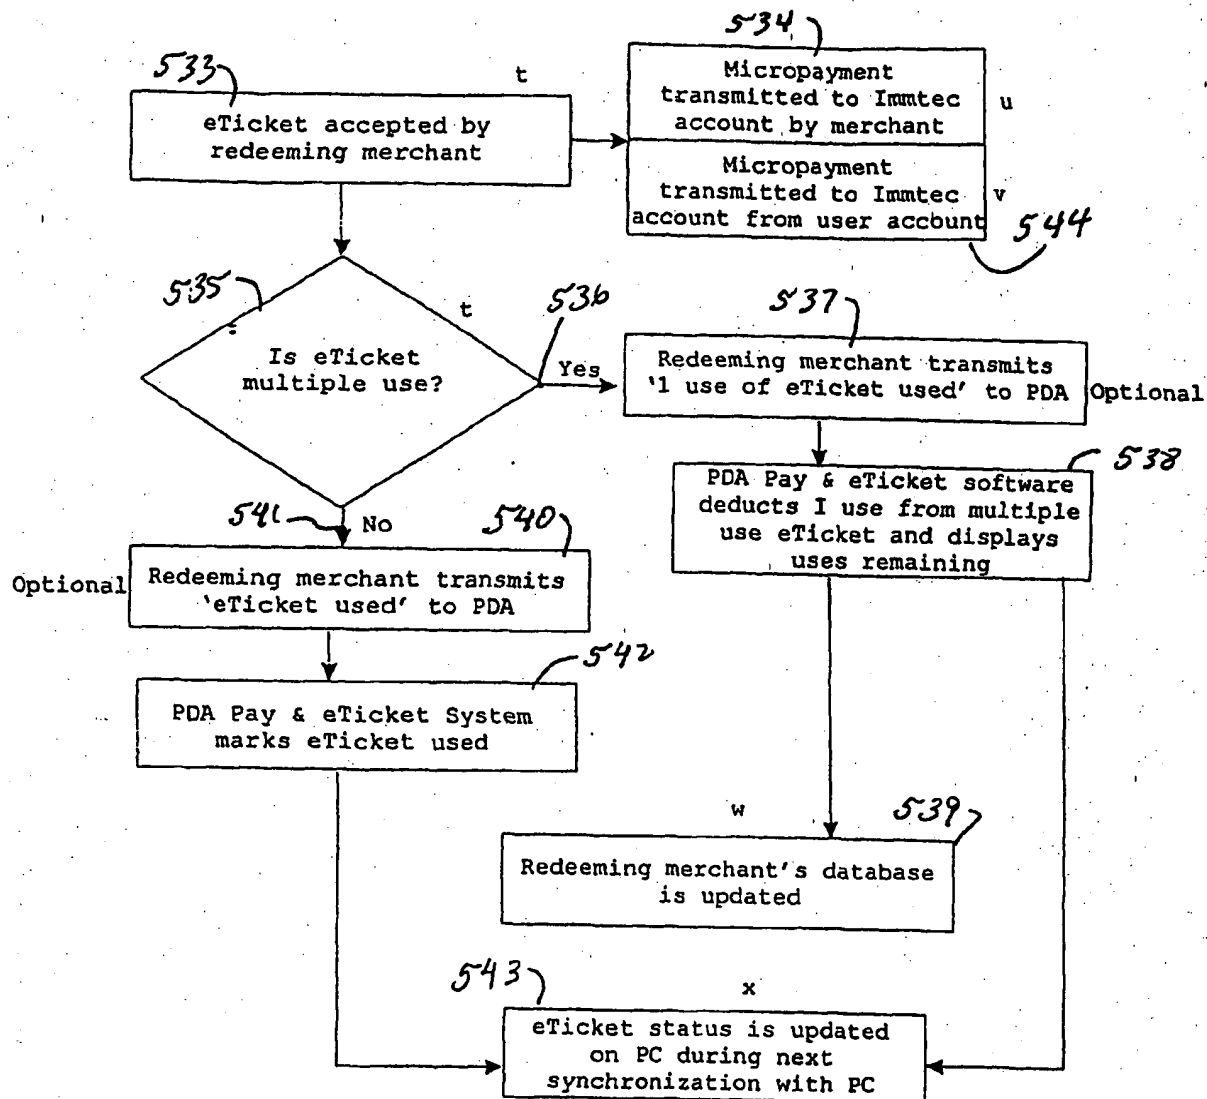 534
533
t
Micropayment
transmitted to Immtec
account by merchant
u
eTicket accepted by
redeeming merchant
Micropayment
transmitted to Immtec
account from user account
v
544
535
t
536
537
Is eTicket
multiple use?
Yes
Redeeming merchant transmits
'1 use of eTicket used' to PDA
Optional
538
PDA Pay & eTicket software
deducts I use from multiple
use eTicket and displays
uses remaining
541
No
540
Optional
Redeeming merchant transmits
'eTicket used' to PDA
542
PDA Pay & eTicket System
marks eTicket used
w
539
Redeeming merchant's database
is updated
543
x
eTicket status is updated
on PC during next
synchronization with PC